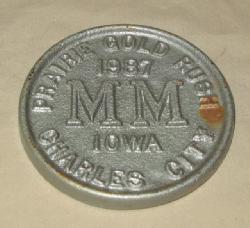 PRAIRIE GOLD RUSH
1987
MM
IOWA
CHARLES CITY